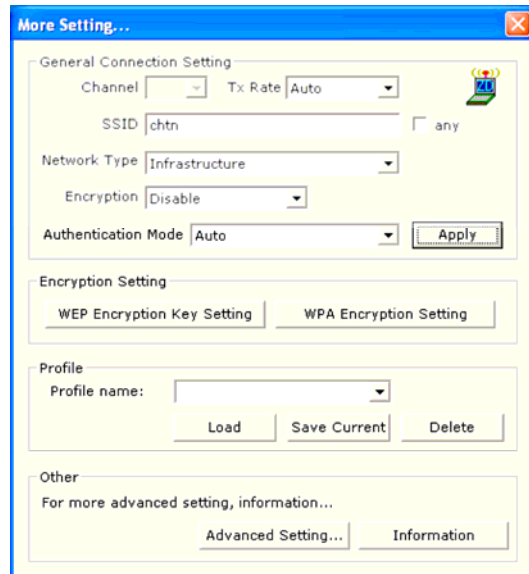 More Setting...
General Connection Setting
Channel Tx Rate Auto
ZD
SSID chtn any
Network Type Infrastructure
Encryption Disable
Authentication Mode Auto Apply
Encryption Setting
WEP Encryption Key Setting WPA Encryption Setting
Profile
Profile name:
Load Save Current Delete
Other
For more advanced setting, information...
Advanced Setting... Information